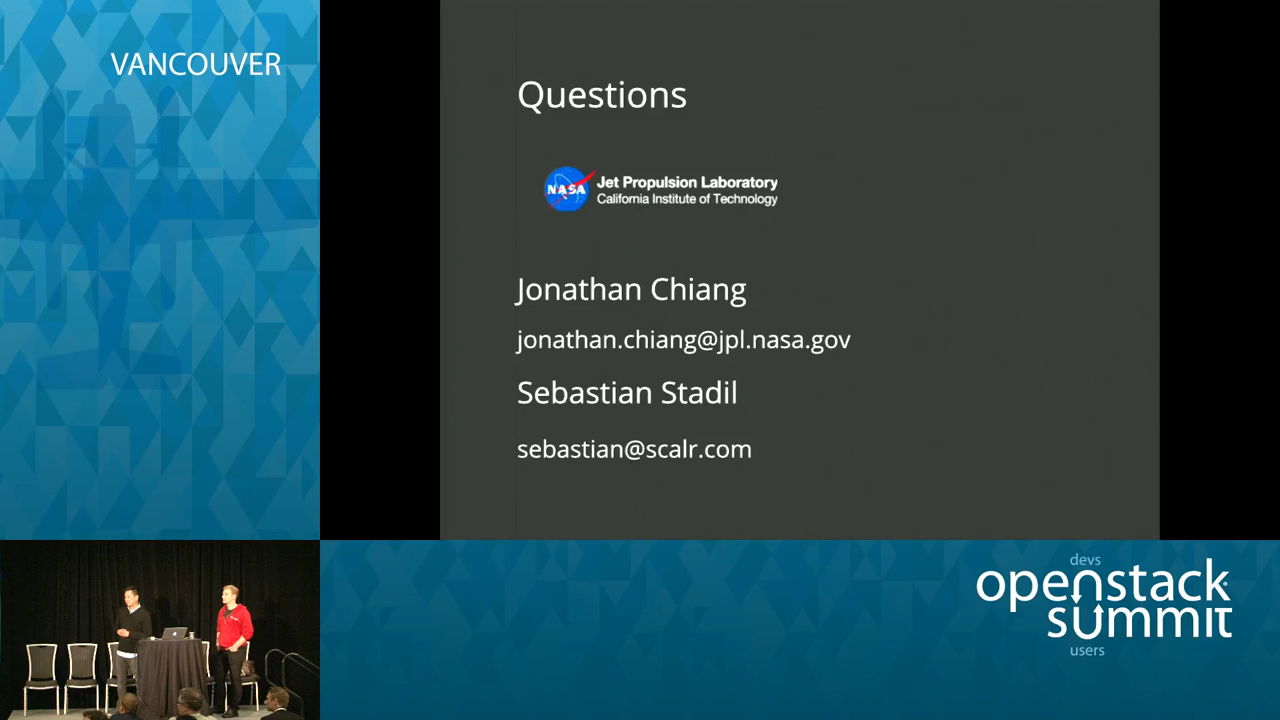 VANCOUVER
Questions
NASA
Jet Propulsion Laboratory
California Institute of Technology
Jonathan Chiang
jonathan.chiang@jpl.nasa.gov
Sebastian Stadil
sebastian@scalr.com
devs
openstack
summit
users